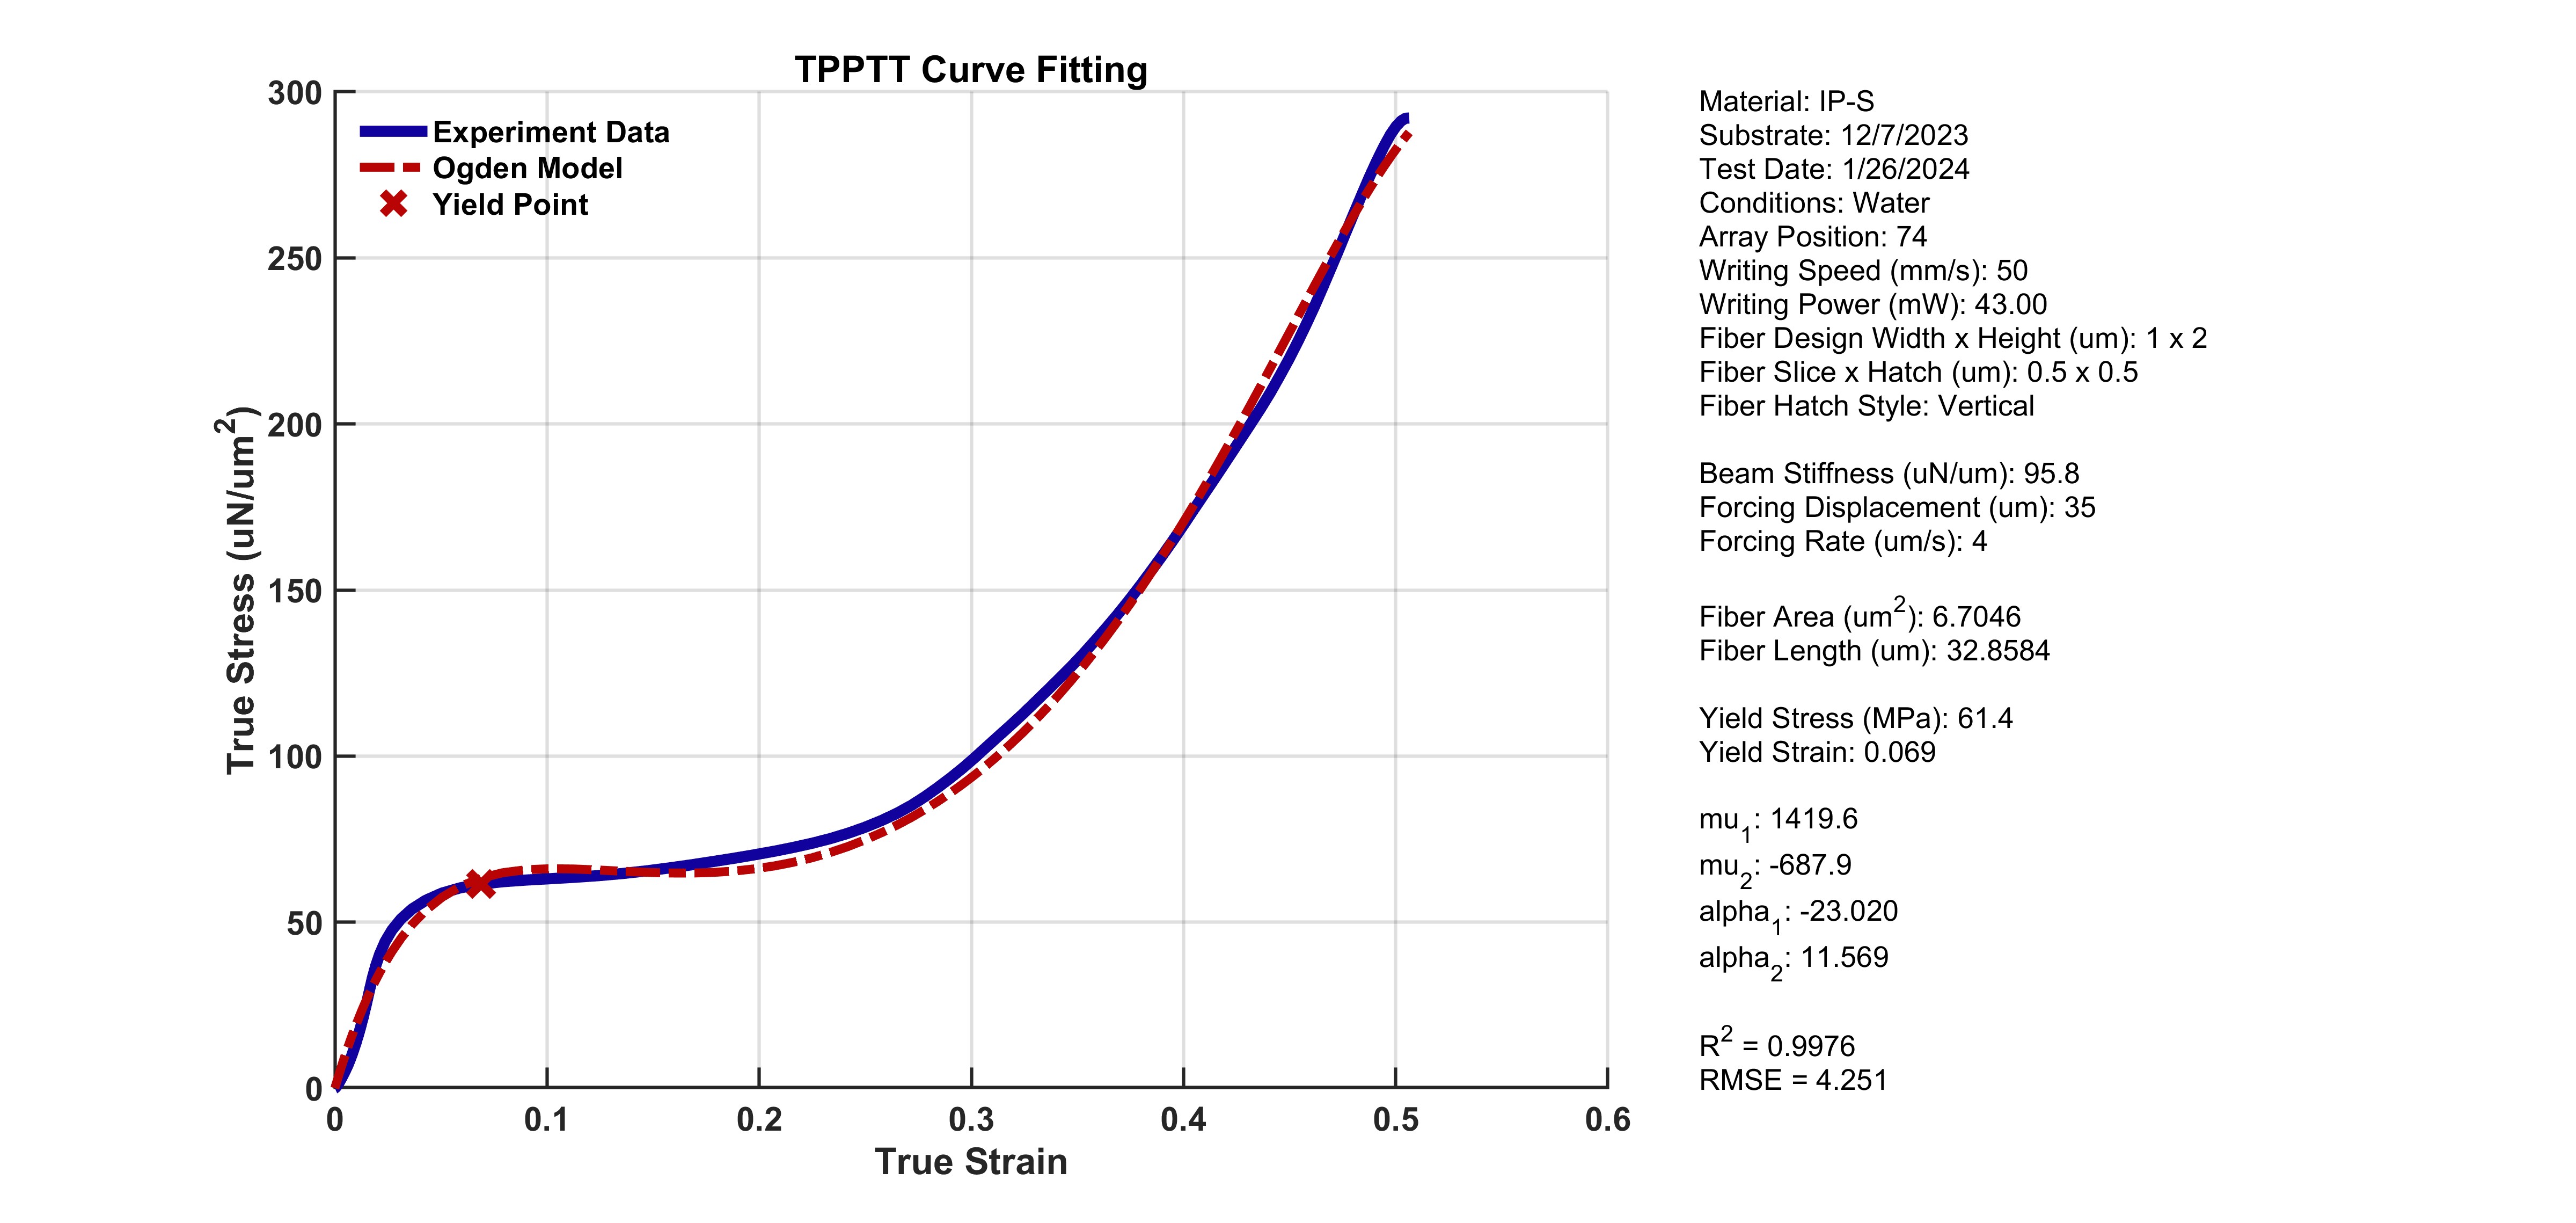 TPPTT Curve Fitting
300
250
200
150
100
50
0
True Stress (uN/um²)
Experiment Data
Ogden Model
Yield Point
0 0.1 0.2 0.3 0.4 0.5 0.6
True Strain
Material: IP-S
Substrate: 12/7/2023
Test Date: 1/26/2024
Conditions: Water
Array Position: 74
Writing Speed (mm/s): 50
Writing Power (mW): 43.00
Fiber Design Width x Height (um): 1 x 2
Fiber Slice x Hatch (um): 0.5 x 0.5
Fiber Hatch Style: Vertical
Beam Stiffness (uN/um): 95.8
Forcing Displacement (um): 35
Forcing Rate (um/s): 4
Fiber Area (um²): 6.7046
Fiber Length (um): 32.8584
Yield Stress (MPa): 61.4
Yield Strain: 0.069
mu₁: 1419.6
mu₂: -687.9
alpha₁: -23.020
alpha₂: 11.569
R² = 0.9976
RMSE = 4.251